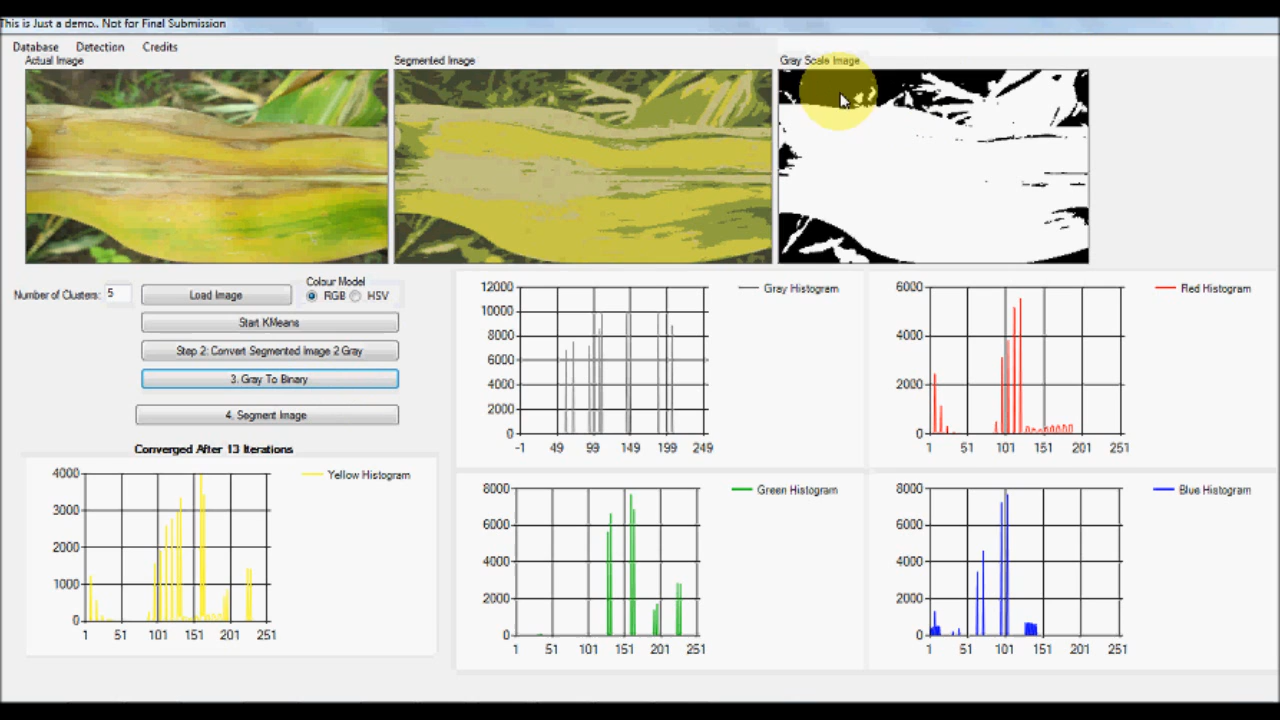 This is Just a demo.. Not for Final Submission
Database Detection Credits
Actual Image
Segmented Image
Gray Scale Image
Number of Clusters: 5
Load Image
Colour Model
RGB HSV
Start KMeans
Step 2: Convert Segmented Image 2 Gray
3. Gray To Binary
4. Segment Image
Converged After 13 Iterations
12000
10000
8000
6000
4000
2000
0
-1 49 99 149 199 249
Gray Histogram
6000
4000
2000
0
1 51 101 151 201 251
Red Histogram
4000
3000
2000
1000
0
1 51 101 151 201 251
Yellow Histogram
8000
6000
4000
2000
0
1 51 101 151 201 251
Green Histogram
8000
6000
4000
2000
0
1 51 101 151 201 251
Blue Histogram